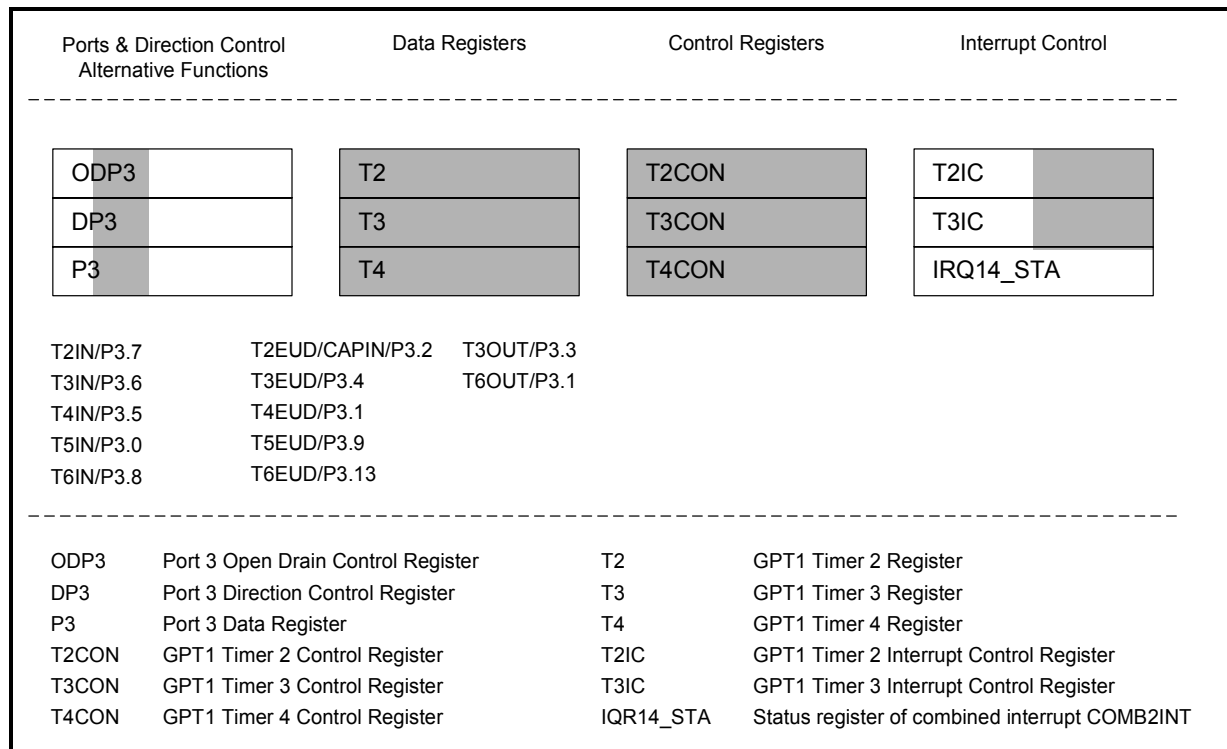 Ports & Direction Control
Alternative Functions
Data Registers
Control Registers
Interrupt Control
ODP3
DP3
P3
T2
T3
T4
T2CON
T3CON
T4CON
T2IC
T3IC
IRQ14_STA
T2IN/P3.7 T2EUD/CAPIN/P3.2 T3OUT/P3.3
T3IN/P3.6 T3EUD/P3.4 T6OUT/P3.1
T4IN/P3.5 T4EUD/P3.1
T5IN/P3.0 T5EUD/P3.9
T6IN/P3.8 T6EUD/P3.13
ODP3 Port 3 Open Drain Control Register T2 GPT1 Timer 2 Register
DP3 Port 3 Direction Control Register T3 GPT1 Timer 3 Register
P3 Port 3 Data Register T4 GPT1 Timer 4 Register
T2CON GPT1 Timer 2 Control Register T2IC GPT1 Timer 2 Interrupt Control Register
T3CON GPT1 Timer 3 Control Register T3IC GPT1 Timer 3 Interrupt Control Register
T4CON GPT1 Timer 4 Control Register IQR14_STA Status register of combined interrupt COMB2INT